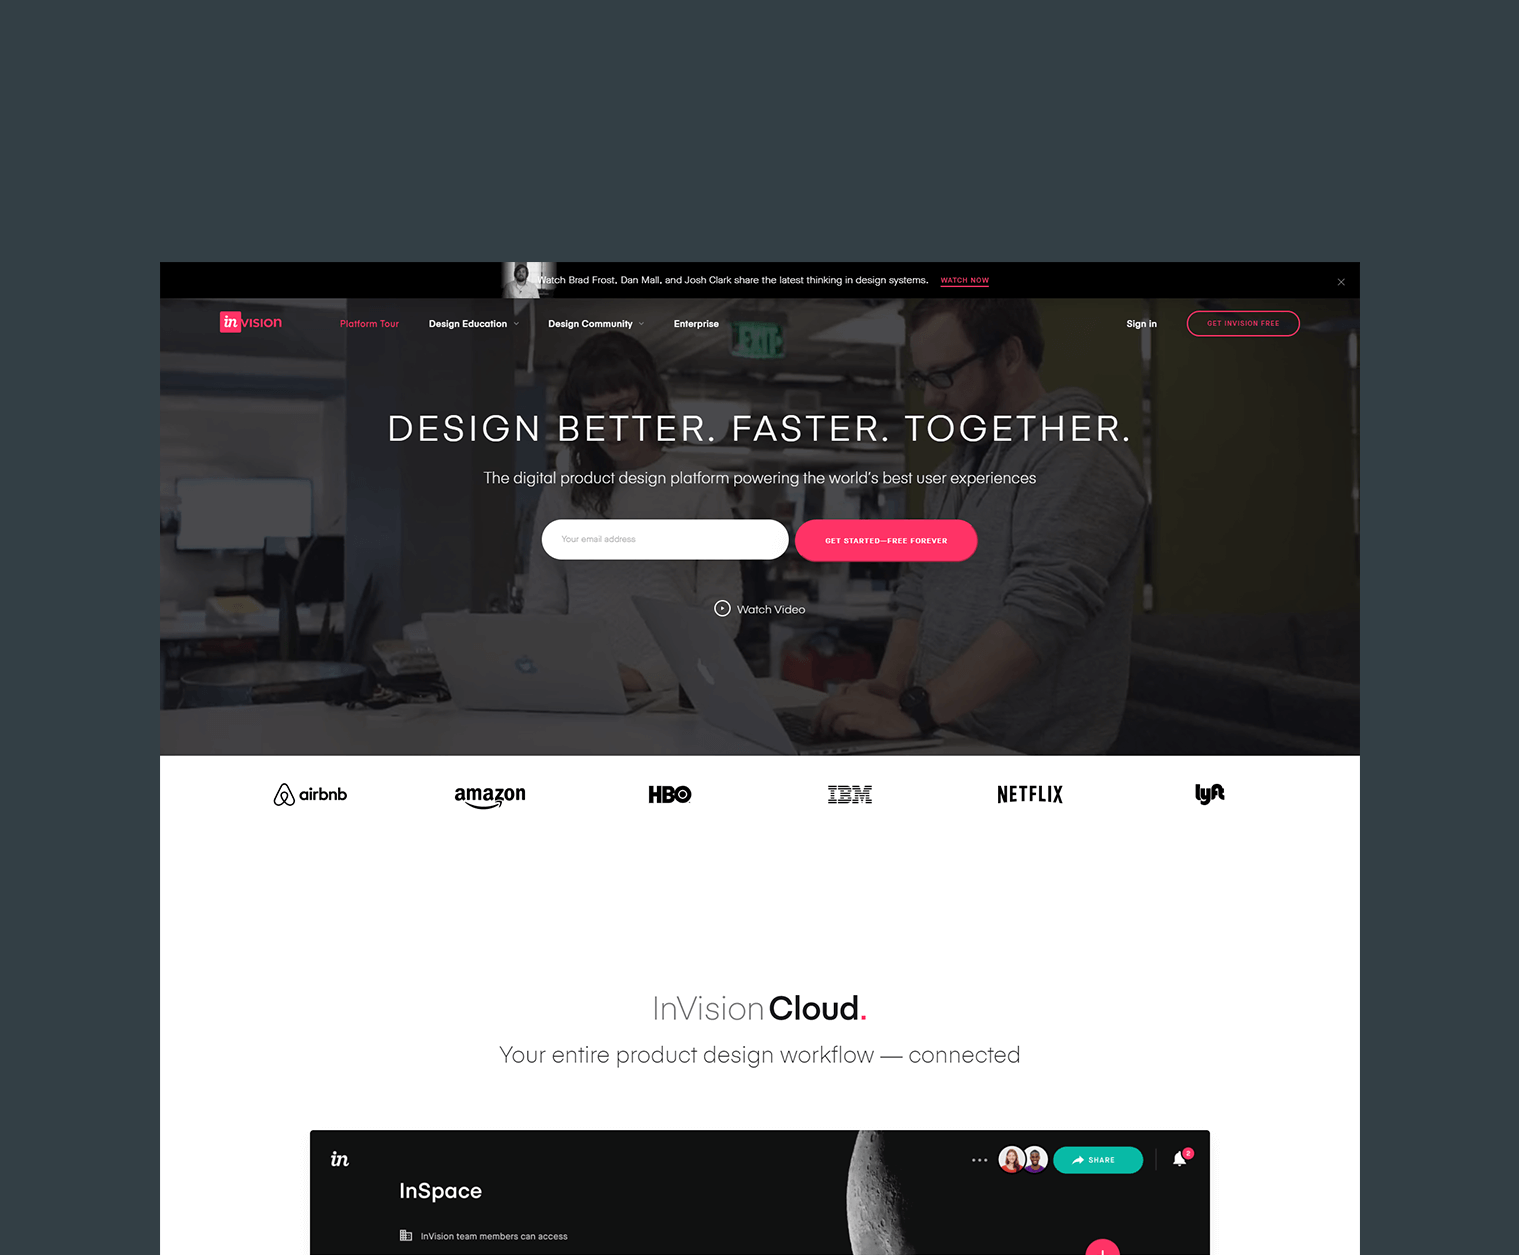 Watch Brad Frost, Dan Mall, and Josh Clark share the latest thinking in design systems. WATCH NOW
inVISION Platform Tour Design Education Design Community Enterprise Sign in GET INVISION FREE
EXIT
DESIGN BETTER. FASTER. TOGETHER.
The digital product design platform powering the world's best user experiences
Your email address GET STARTED—FREE FOREVER
Watch Video
airbnb amazon HBO IBM NETFLIX lyft
InVision Cloud.
Your entire product design workflow — connected
in SHARE 2
InSpace
InVision team members can access